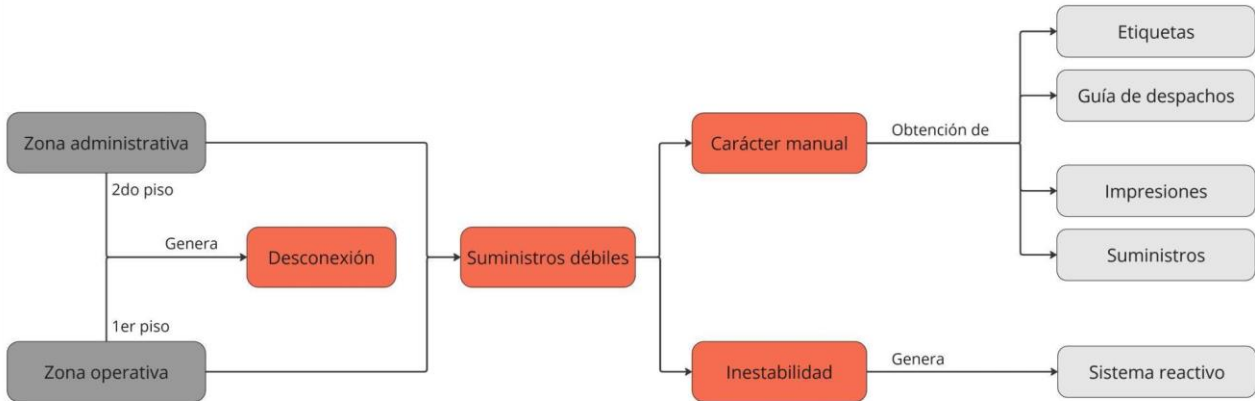 Etiquetas
Guía de despachos
Zona administrativa
Carácter manual
Obtención de
2do piso
Impresiones
Genera
Desconexión
Suministros débiles
Suministros
1er piso
Zona operativa
Inestabilidad
Genera
Sistema reactivo